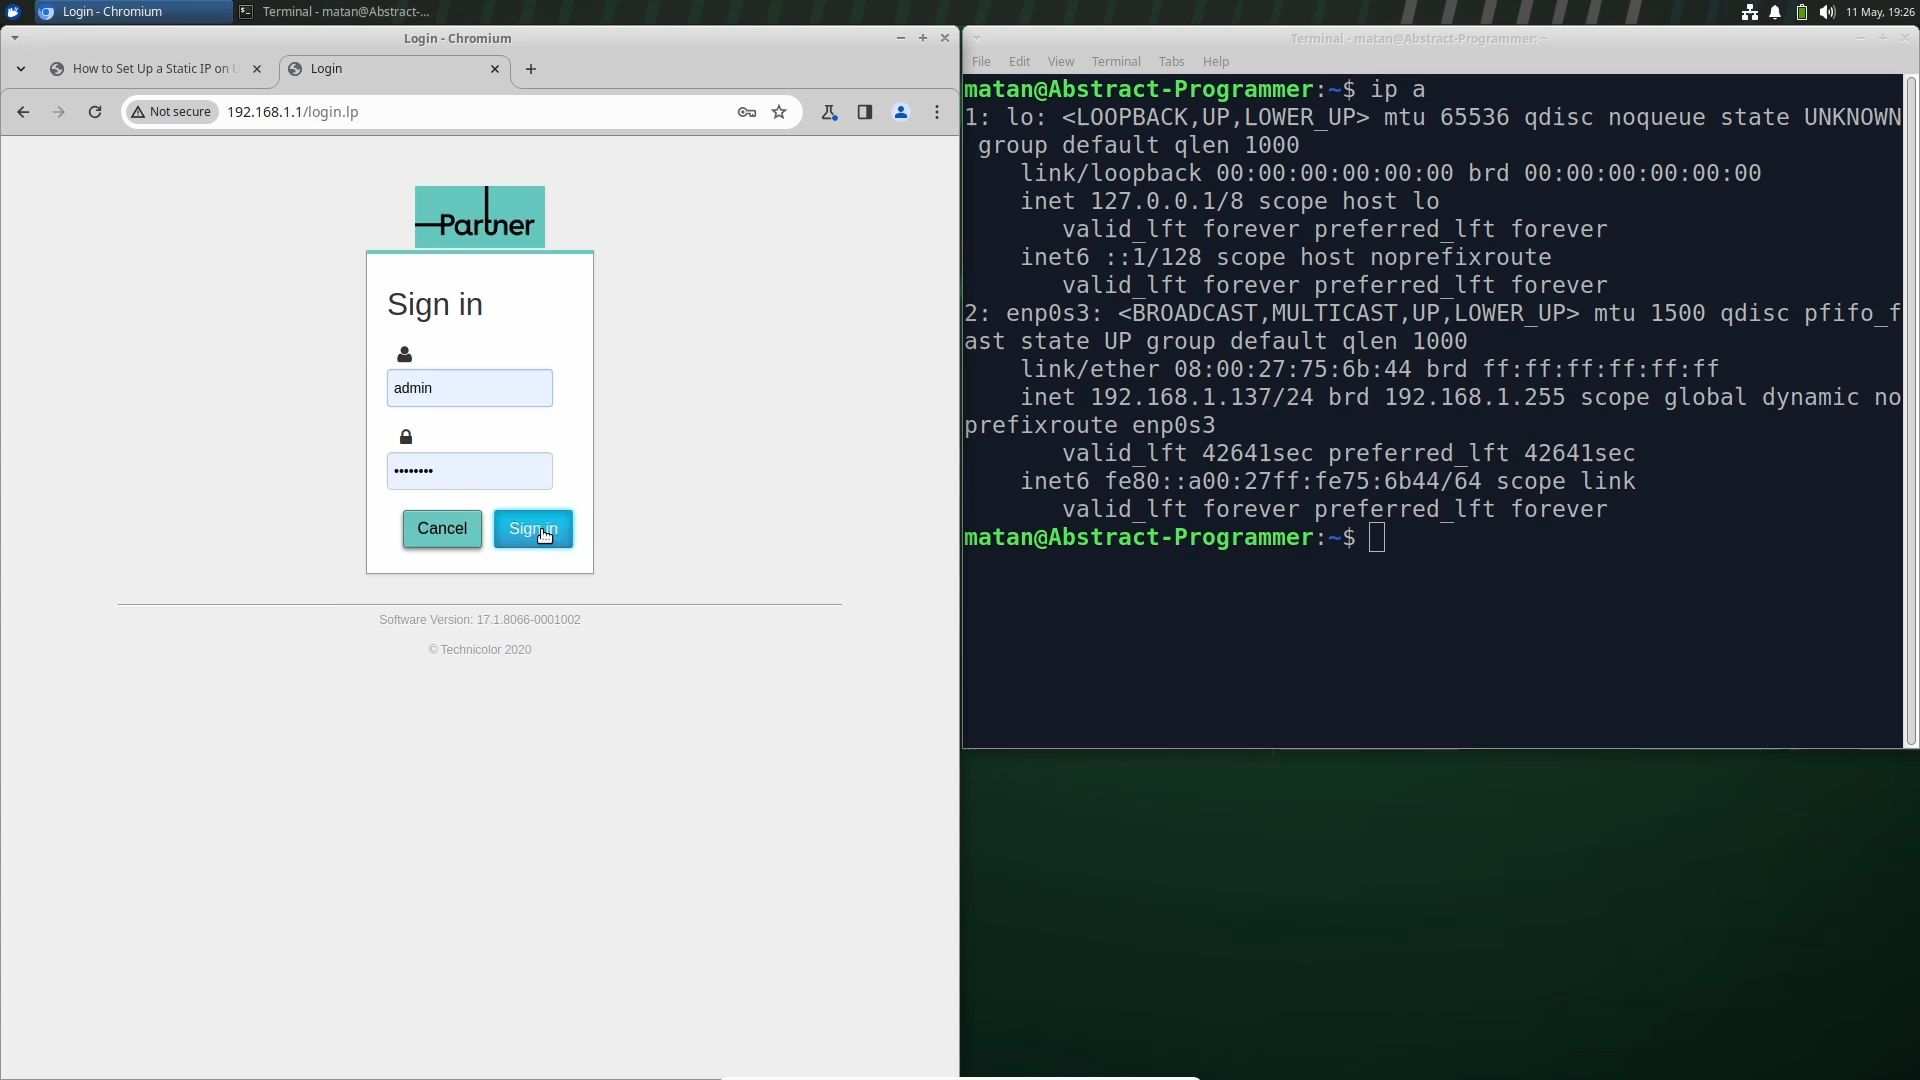 Login - Chromium
Terminal - matan@Abstract-...
11 May, 19:26
Login - Chromium
How to Set Up a Static IP on U
Login
Not secure
192.168.1.1/login.lp
Partner
Sign in
admin
••••••••
Cancel
Sign in
Software Version: 17.1.8066-0001002
© Technicolor 2020
Terminal - matan@Abstract-Programmer: ~
File Edit View Terminal Tabs Help
matan@Abstract-Programmer:~$ ip a
1: lo: <LOOPBACK,UP,LOWER_UP> mtu 65536 qdisc noqueue state UNKNOWN
group default qlen 1000
link/loopback 00:00:00:00:00:00 brd 00:00:00:00:00:00
inet 127.0.0.1/8 scope host lo
valid_lft forever preferred_lft forever
inet6 ::1/128 scope host noprefixroute
valid_lft forever preferred_lft forever
2: enp0s3: <BROADCAST,MULTICAST,UP,LOWER_UP> mtu 1500 qdisc pfifo_f
ast state UP group default qlen 1000
link/ether 08:00:27:75:6b:44 brd ff:ff:ff:ff:ff:ff
inet 192.168.1.137/24 brd 192.168.1.255 scope global dynamic no
prefixroute enp0s3
valid_lft 42641sec preferred_lft 42641sec
inet6 fe80::a00:27ff:fe75:6b44/64 scope link
valid_lft forever preferred_lft forever
matan@Abstract-Programmer:~$